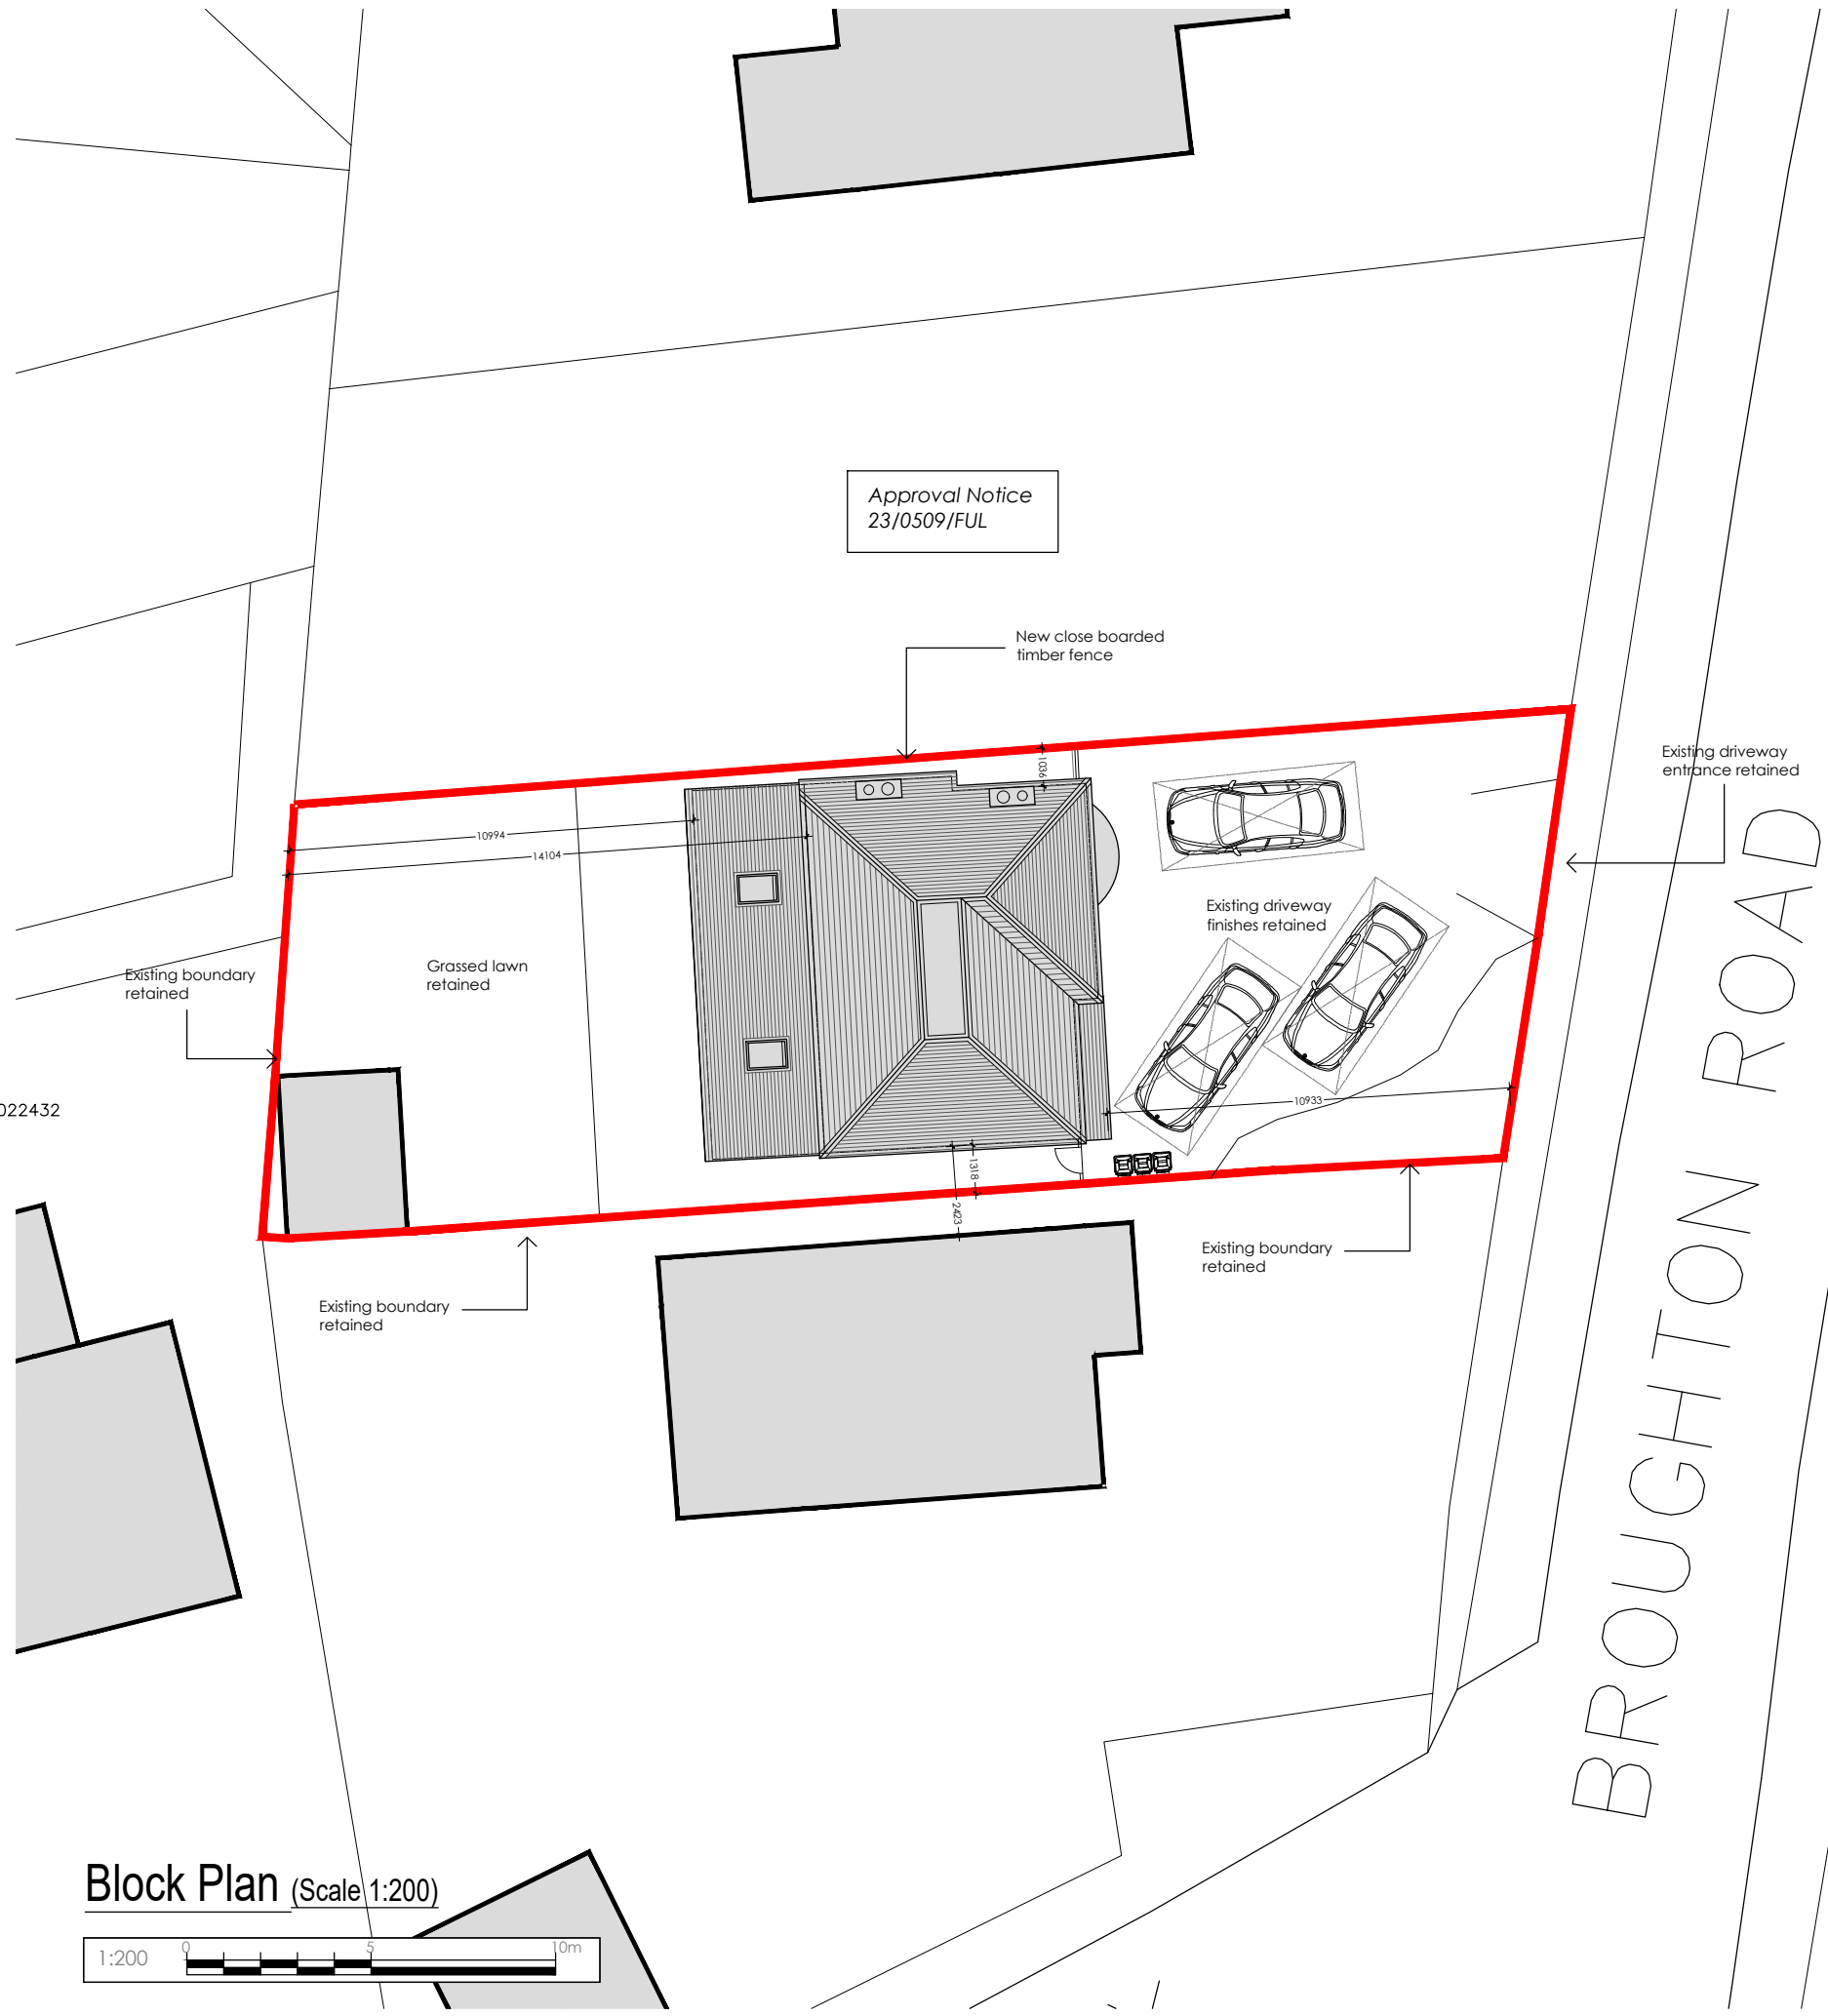 Approval Notice
23/0509/FUL
New close boarded
timber fence
1036
Existing driveway
entrance retained
10994
14104
Existing driveway
finishes retained
Grassed lawn
retained
Existing boundary
retained
10933
022432
1318
2423
Existing boundary
retained
Existing boundary
retained
BROUGHTON ROAD
Block Plan (Scale 1:200)
1:200 0 5 10m